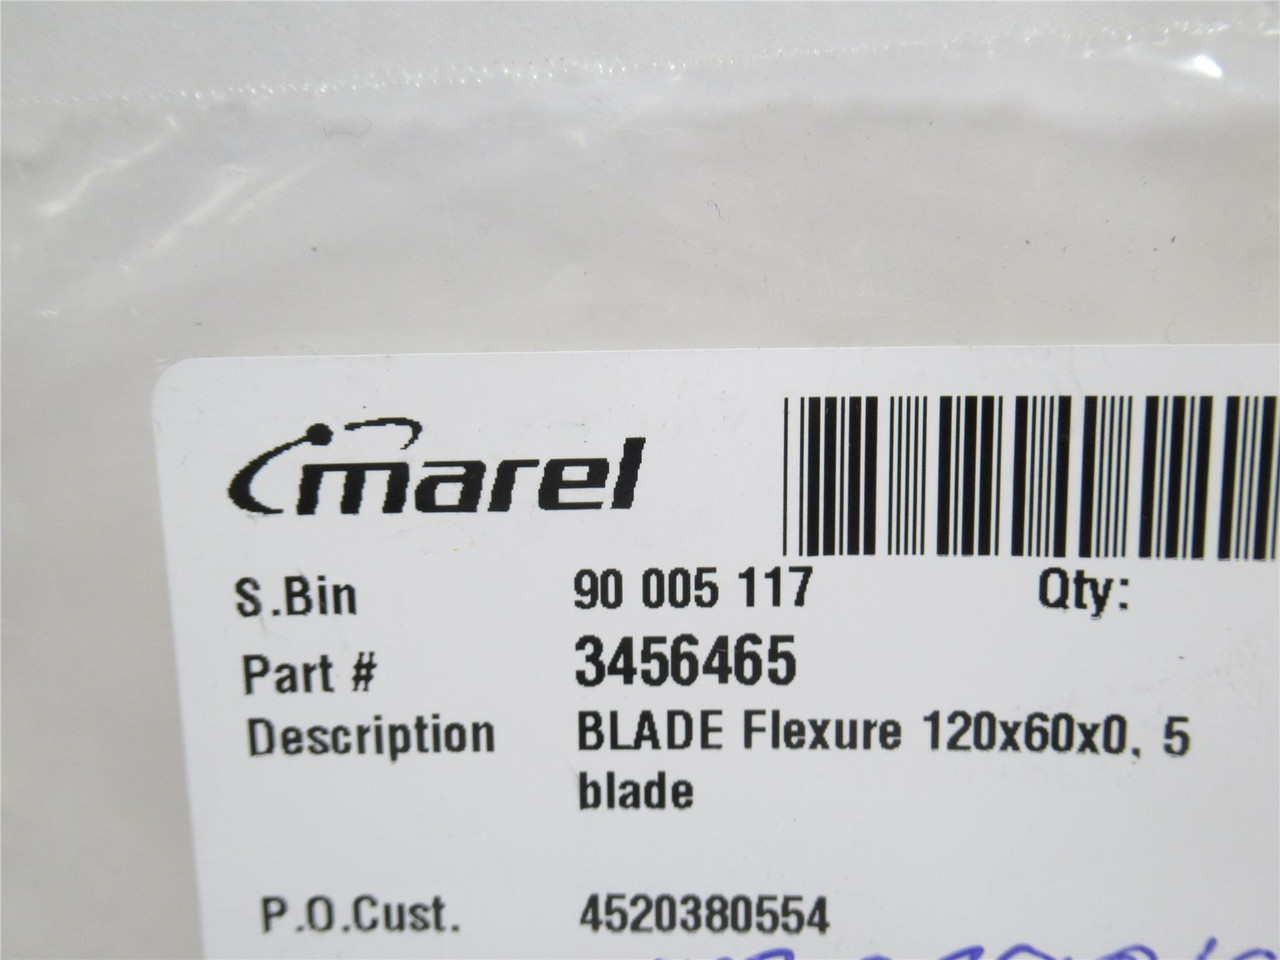 marel
S.Bin 90 005 117 Qty:
Part # 3456465
Description BLADE Flexure 120x60x0, 5
blade
P.O.Cust. 4520380554